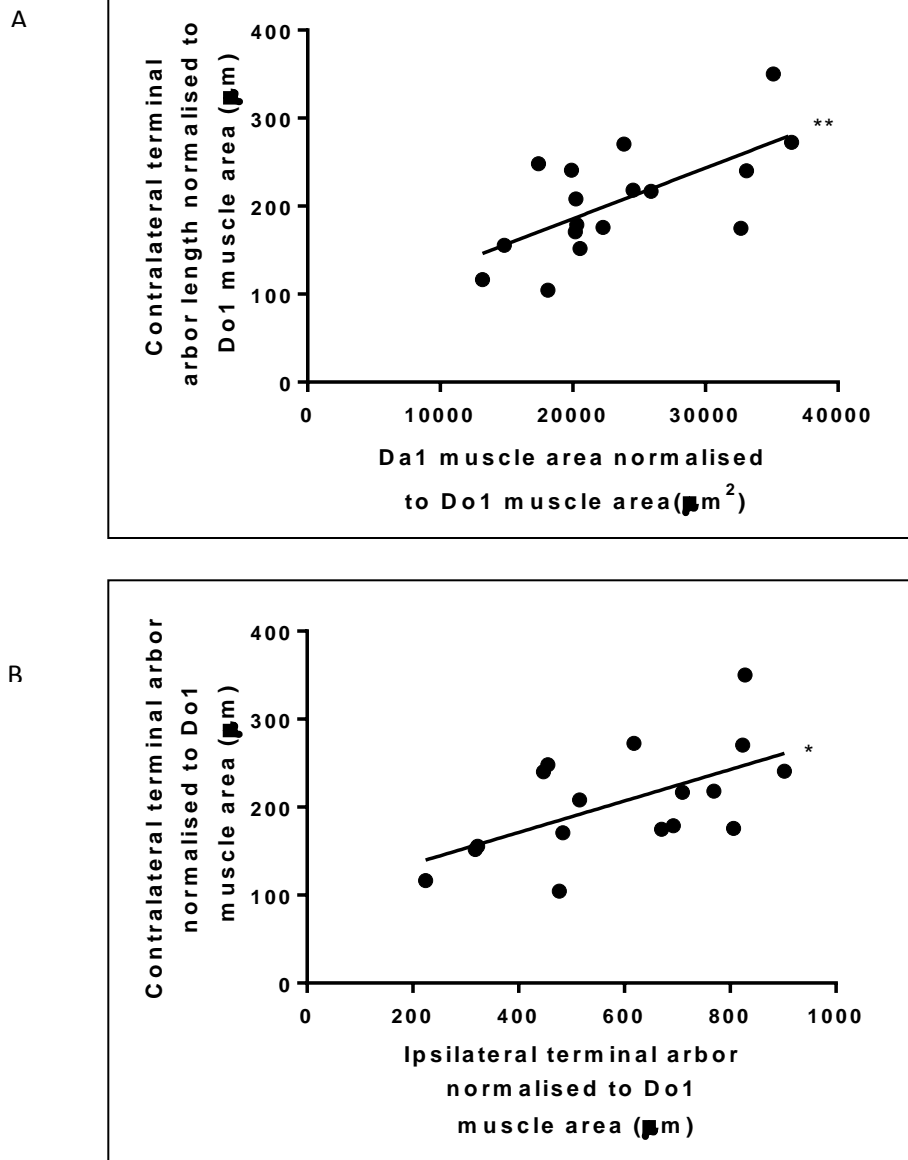 A
Contralateral terminal
arbor length normalised to
Do1 muscle area (μm)
400
300
200
100
0
**
0 10000 20000 30000 40000
Da1 muscle area normalised
to Do1 muscle area(μm²)
B
Contralateral terminal arbor
normalised to Do1
muscle area (μm)
400
300
200
100
0
*
0 200 400 600 800 1000
Ipsilateral terminal arbor
normalised to Do1
muscle area (μm)